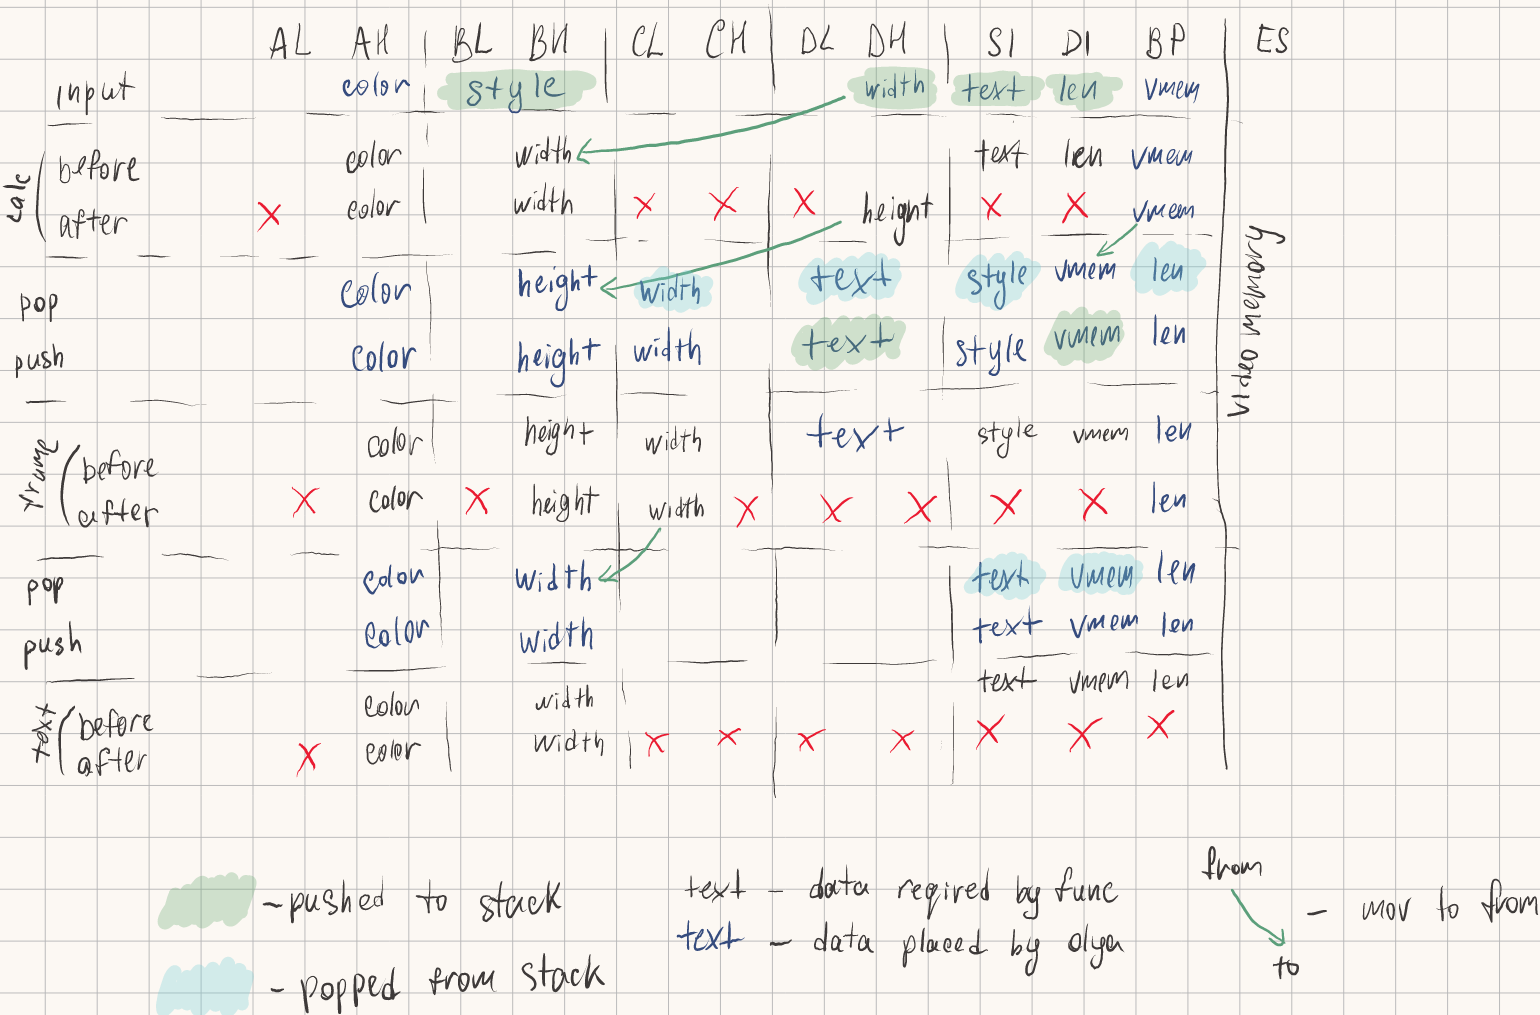 AL AH BL BH CL CH DL DH SI DI BP ES
input color style width text len vmem
calc
before color width text len vmem
after X color width X X X height X X vmem
pop color height width text style vmem len
push color height width text style vmem len
video memory
frame
before color height width text style vmem len
after X color X height width X X X X X len
pop color width text vmem len
push color width text vmem len
text
before color width text vmem len
after X color width X X X X X X X
- pushed to stack
- popped from stack
text - data reqired by func
text - data placed by olya
from
to
- mov to from